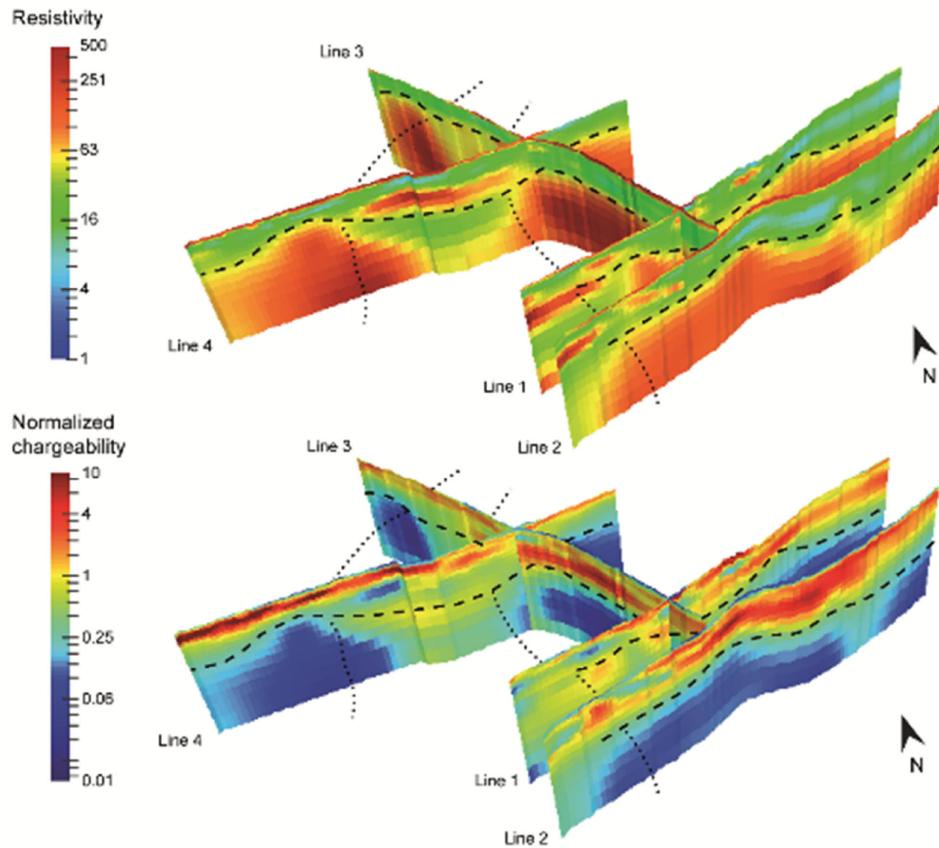 Resistivity
500
251
63
16
4
1
Line 3
Line 4
Line 1
Line 2
N
Normalized
chargeability
10
4
1
0.25
0.06
0.01
Line 3
Line 4
Line 1
Line 2
N